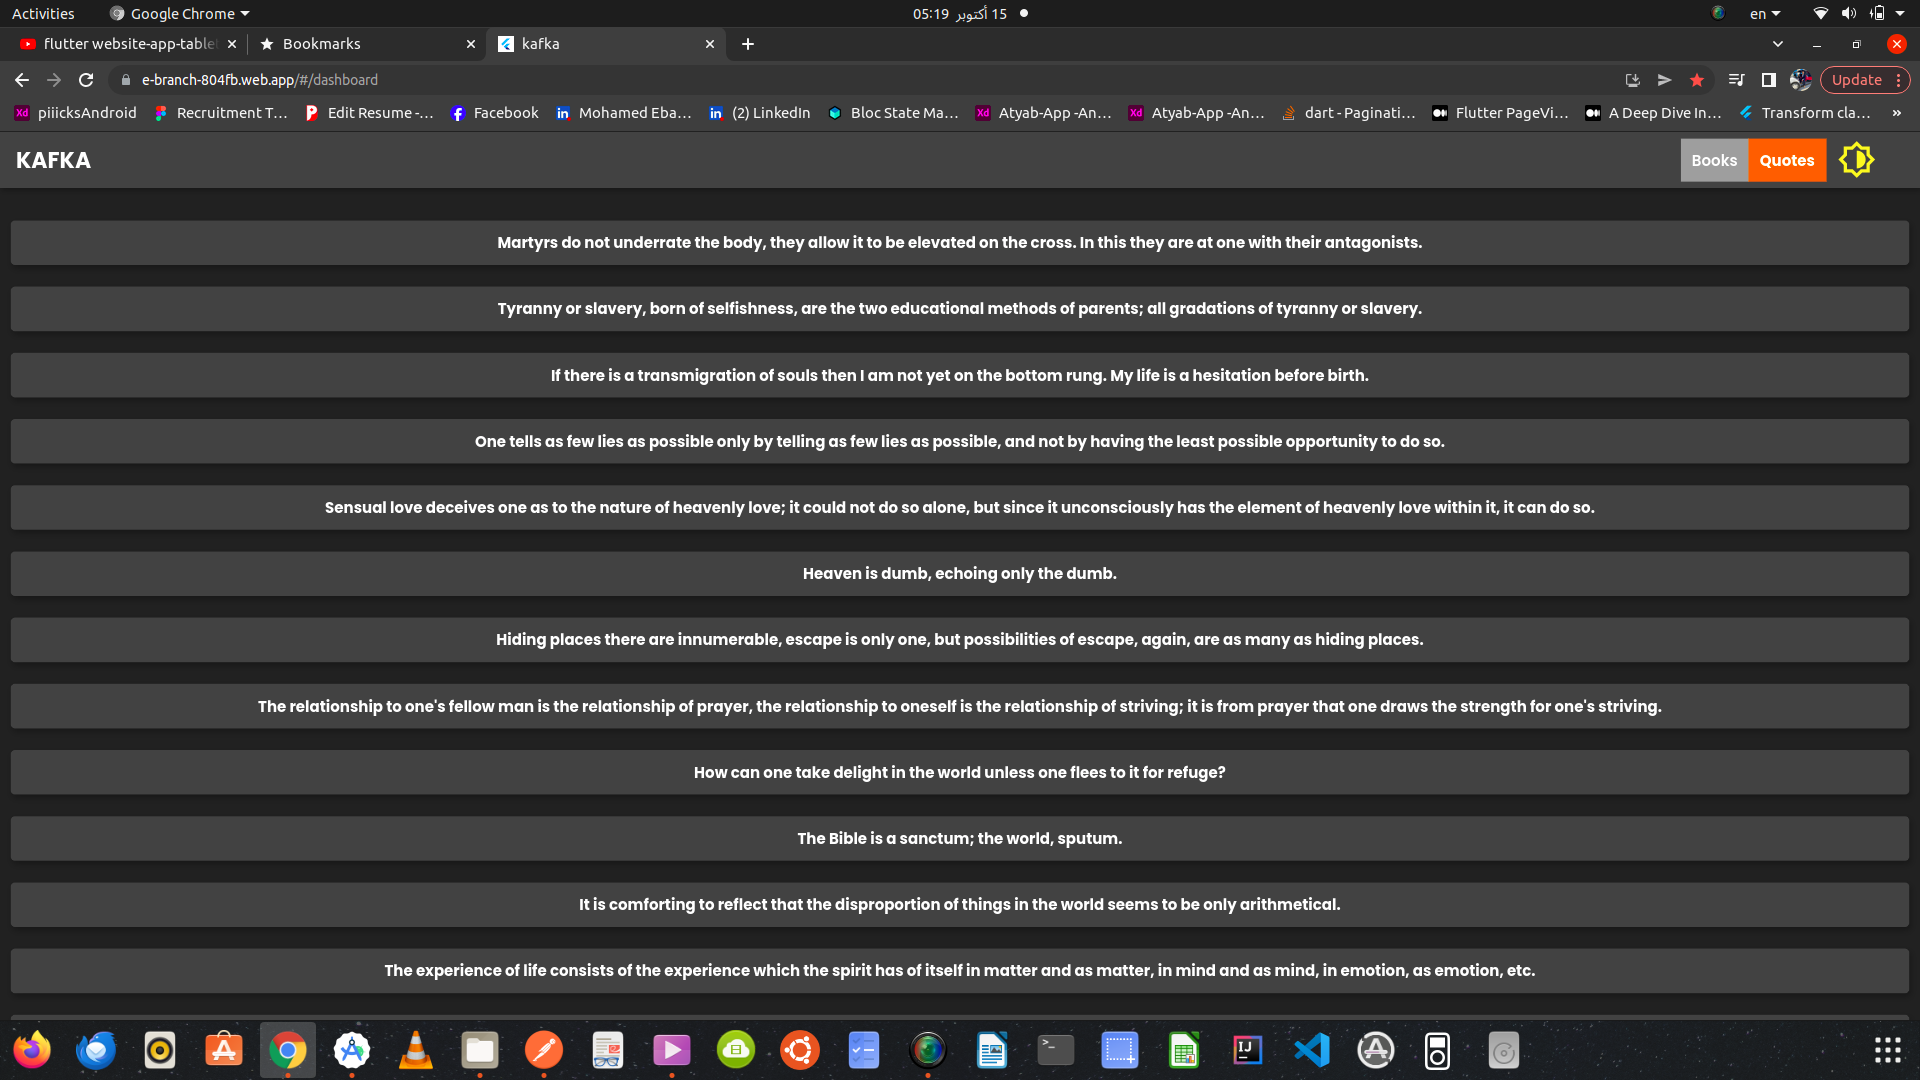 Activities
Google Chrome
15 أكتوبر 05:19
en
flutter website-app-table
Bookmarks
kafka
e-branch-804fb.web.app/#/dashboard
Update
piiicksAndroid
Recruitment T...
Edit Resume -...
Facebook
Mohamed Eba...
(2) LinkedIn
Bloc State Ma...
Atyab-App -An...
Atyab-App -An...
dart - Paginati...
Flutter PageVi...
A Deep Dive In...
Transform cla...
»
KAFKA
Books
Quotes
Martyrs do not underrate the body, they allow it to be elevated on the cross. In this they are at one with their antagonists.
Tyranny or slavery, born of selfishness, are the two educational methods of parents; all gradations of tyranny or slavery.
If there is a transmigration of souls then I am not yet on the bottom rung. My life is a hesitation before birth.
One tells as few lies as possible only by telling as few lies as possible, and not by having the least possible opportunity to do so.
Sensual love deceives one as to the nature of heavenly love; it could not do so alone, but since it unconsciously has the element of heavenly love within it, it can do so.
Heaven is dumb, echoing only the dumb.
Hiding places there are innumerable, escape is only one, but possibilities of escape, again, are as many as hiding places.
The relationship to one's fellow man is the relationship of prayer, the relationship to oneself is the relationship of striving; it is from prayer that one draws the strength for one's striving.
How can one take delight in the world unless one flees to it for refuge?
The Bible is a sanctum; the world, sputum.
It is comforting to reflect that the disproportion of things in the world seems to be only arithmetical.
The experience of life consists of the experience which the spirit has of itself in matter and as matter, in mind and as mind, in emotion, as emotion, etc.